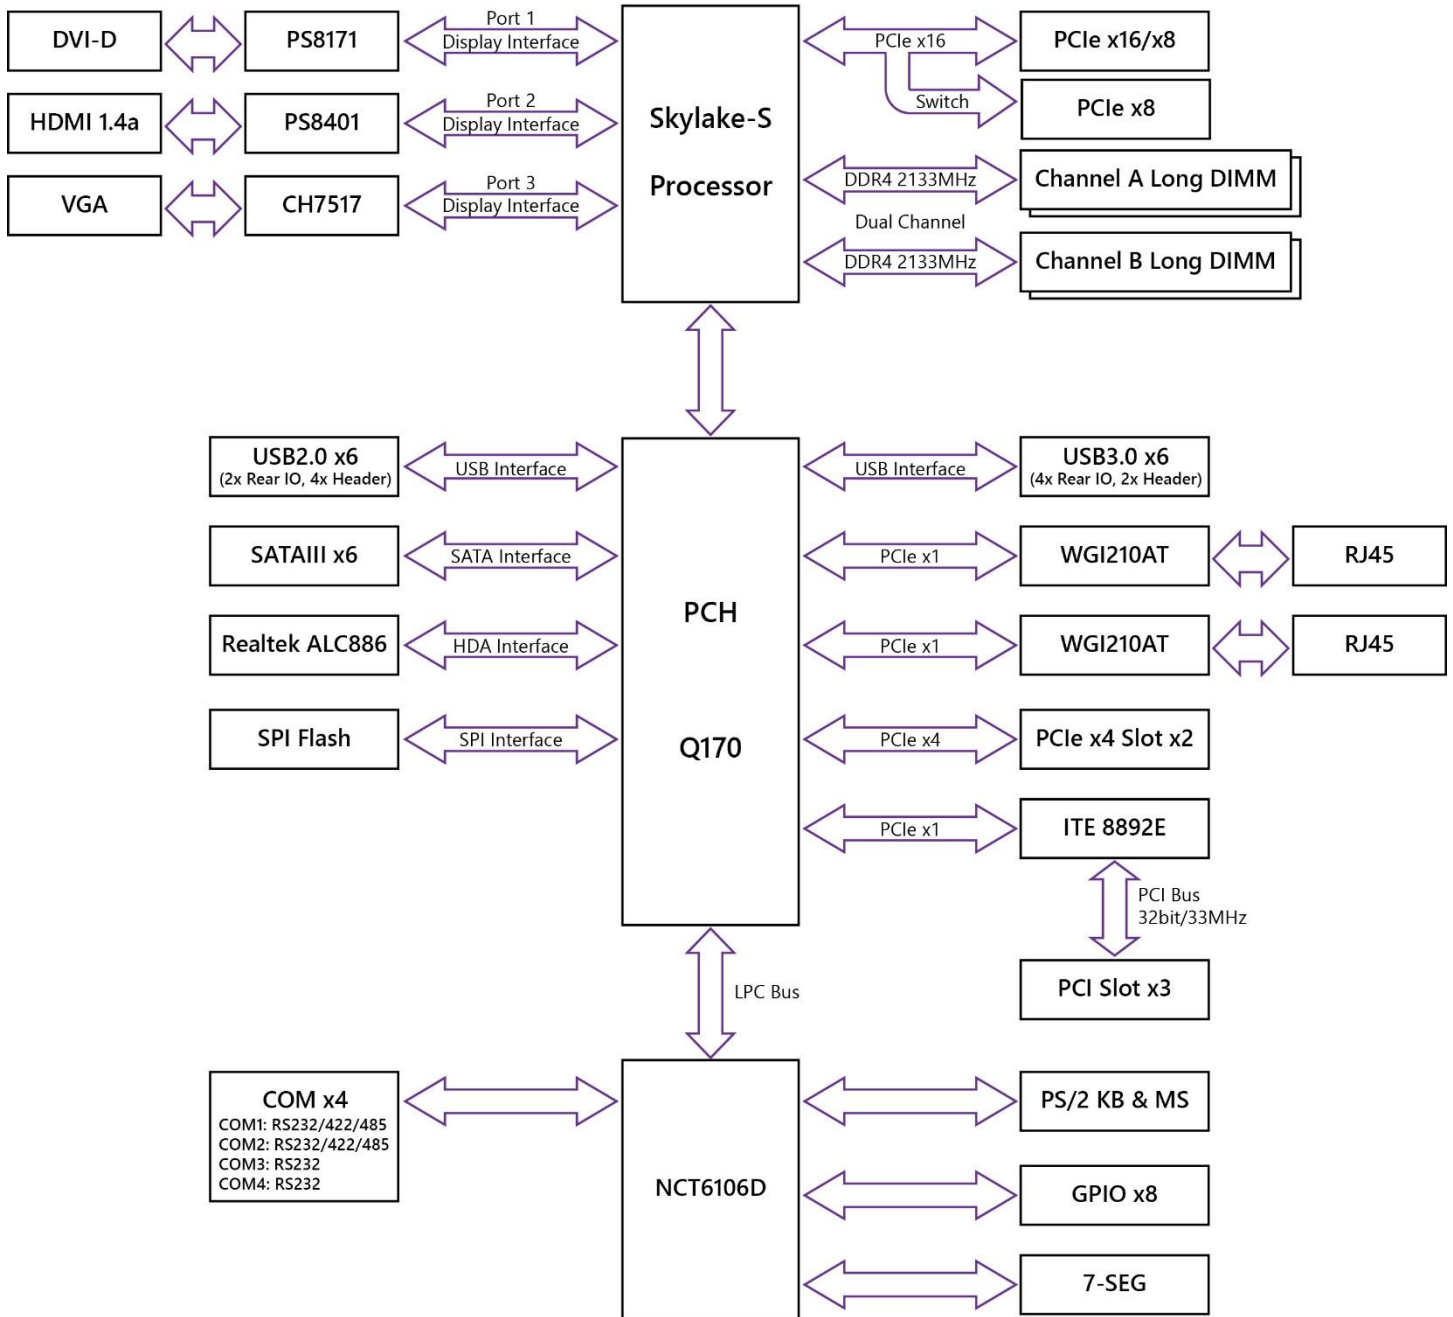 DVI-D
PS8171
Port 1
Display Interface
HDMI 1.4a
PS8401
Port 2
Display Interface
VGA
CH7517
Port 3
Display Interface
Skylake-S
Processor
PCIe x16
PCIe x16/x8
Switch
PCIe x8
DDR4 2133MHz
Channel A Long DIMM
Dual Channel
DDR4 2133MHz
Channel B Long DIMM
USB2.0 x6
(2x Rear IO, 4x Header)
USB Interface
SATAIII x6
SATA Interface
Realtek ALC886
HDA Interface
SPI Flash
SPI Interface
PCH
Q170
USB Interface
USB3.0 x6
(4x Rear IO, 2x Header)
PCIe x1
WGI210AT
RJ45
PCIe x1
WGI210AT
RJ45
PCIe x4
PCIe x4 Slot x2
PCIe x1
ITE 8892E
PCI Bus
32bit/33MHz
PCI Slot x3
LPC Bus
COM x4
COM1: RS232/422/485
COM2: RS232/422/485
COM3: RS232
COM4: RS232
NCT6106D
PS/2 KB & MS
GPIO x8
7-SEG